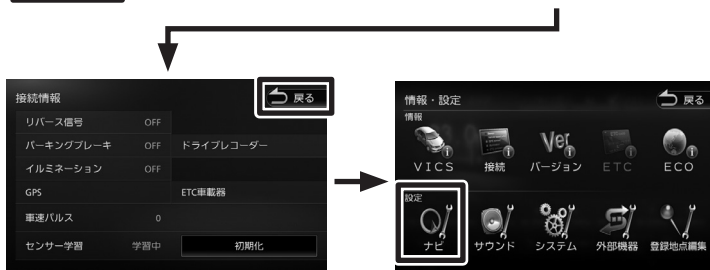 接続情報
戻る
リバース信号 OFF
パーキングブレーキ OFF ドライブレコーダー
イルミネーション OFF
GPS ETC車載器
車速パルス 0
センサー学習 学習中 初期化
情報・設定
戻る
情報
VICS 接続 バージョン ETC ECO
Ver
設定
ナビ サウンド システム 外部機器 登録地点編集